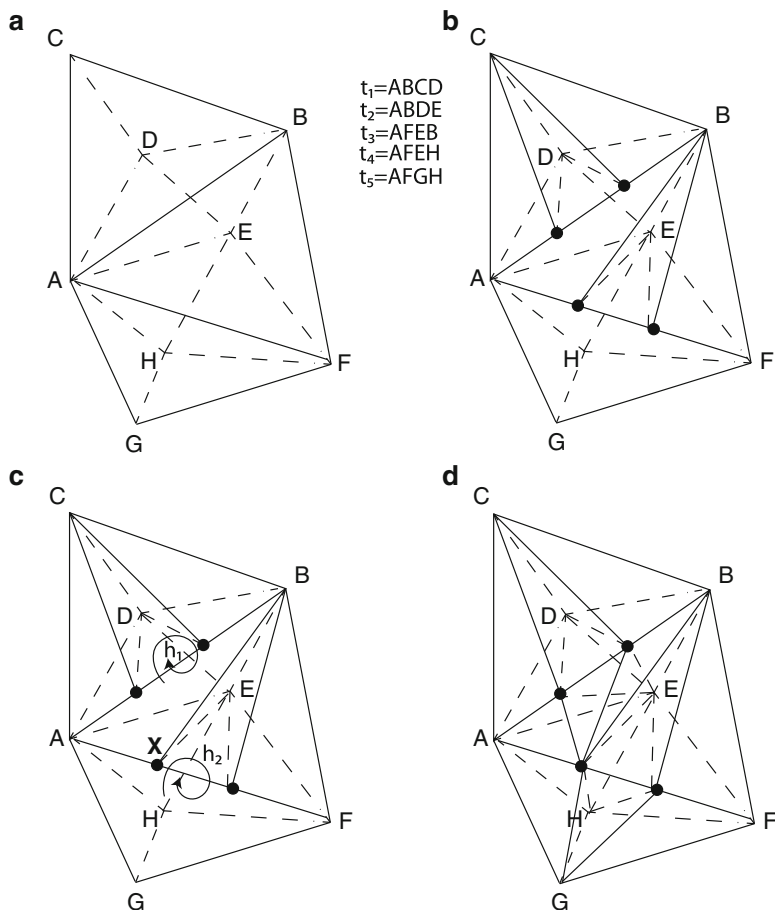 a
C
B
D
E
A
H
F
G
t₁=ABCD
t₂=ABDE
t₃=AFEB
t₄=AFEH
t₅=AFGH
b
C
B
D
E
A
H
F
G
c
C
B
D
h₁
E
A
X
h₂
H
F
G
d
C
B
D
E
A
H
F
G